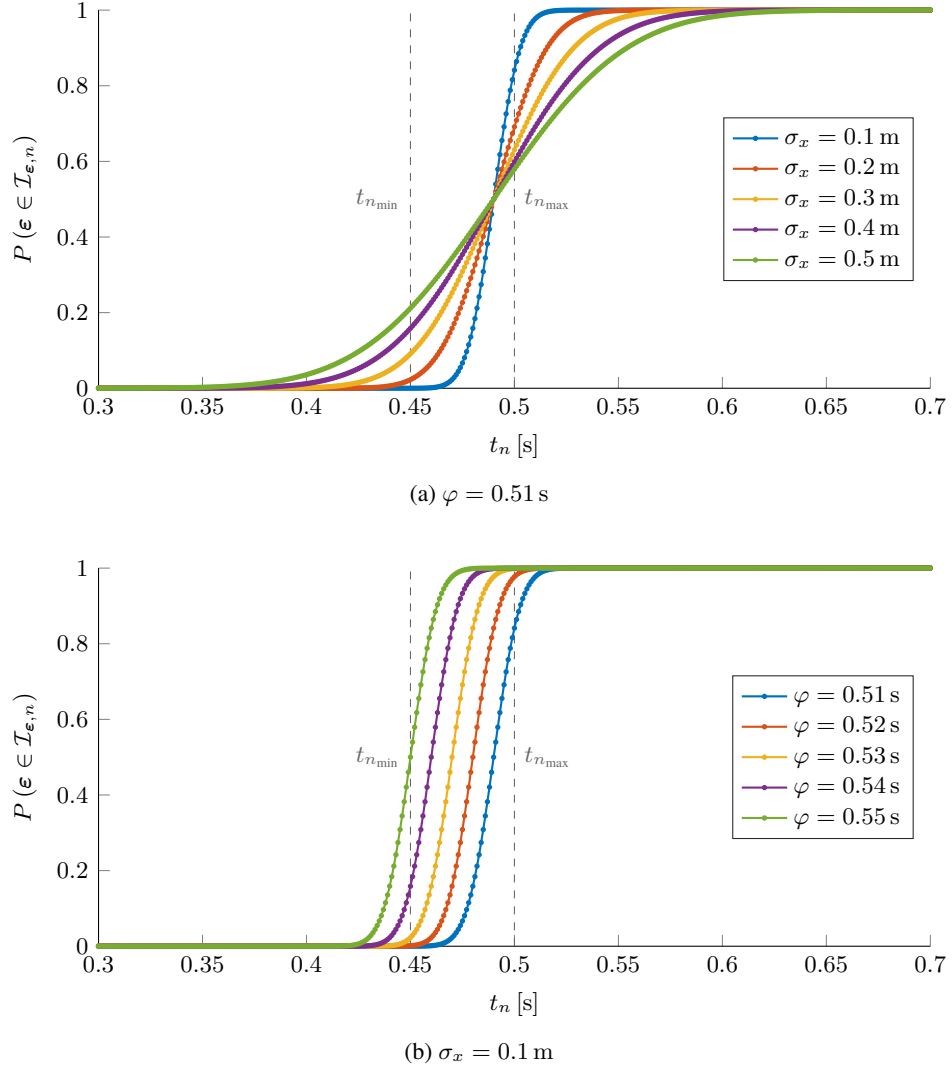 1
0.8
0.6
0.4
0.2
0
P (ε ∈ I_{ε,n})
t_{n_min}
t_{n_max}
σ_x = 0.1 m
σ_x = 0.2 m
σ_x = 0.3 m
σ_x = 0.4 m
σ_x = 0.5 m
0.3 0.35 0.4 0.45 0.5 0.55 0.6 0.65 0.7
t_n [s]
(a) φ = 0.51 s
1
0.8
0.6
0.4
0.2
0
P (ε ∈ I_{ε,n})
t_{n_min}
t_{n_max}
φ = 0.51 s
φ = 0.52 s
φ = 0.53 s
φ = 0.54 s
φ = 0.55 s
0.3 0.35 0.4 0.45 0.5 0.55 0.6 0.65 0.7
t_n [s]
(b) σ_x = 0.1 m